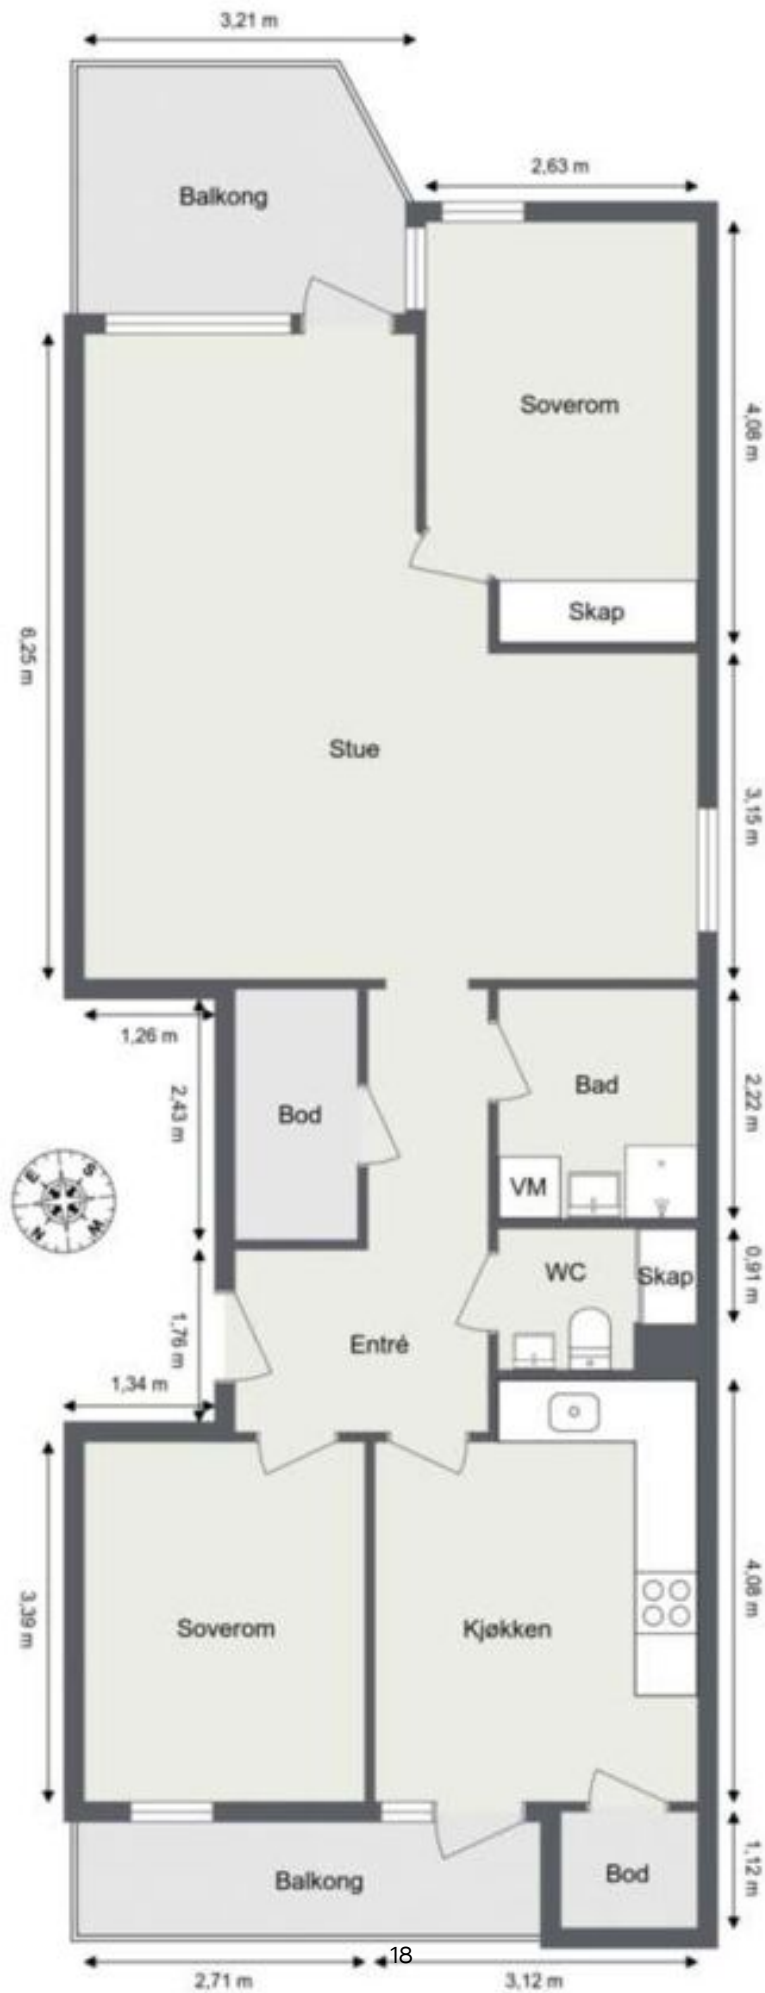 3,21 m
2,63 m
Balkong
Soverom
4,08 m
Skap
6,25 m
Stue
3,15 m
1,26 m
2,43 m
Bod
Bad
2,22 m
VM
E
S
N
W
WC
Skap
0,91 m
1,76 m
Entré
1,34 m
3,39 m
Soverom
Kjøkken
4,08 m
Balkong
Bod
1,12 m
18
2,71 m
3,12 m